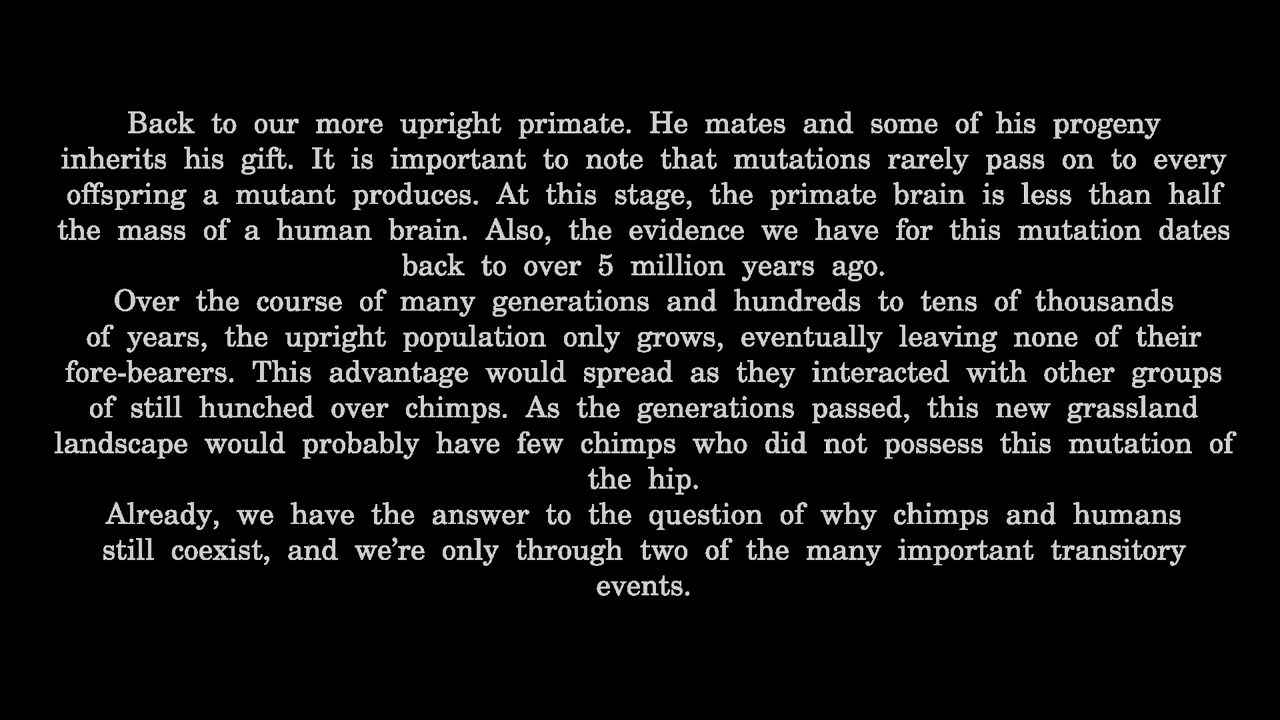 Back to our more upright primate. He mates and some of his progeny
inherits his gift. It is important to note that mutations rarely pass on to every
offspring a mutant produces. At this stage, the primate brain is less than half
the mass of a human brain. Also, the evidence we have for this mutation dates
back to over 5 million years ago.
Over the course of many generations and hundreds to tens of thousands
of years, the upright population only grows, eventually leaving none of their
fore-bearers. This advantage would spread as they interacted with other groups
of still hunched over chimps. As the generations passed, this new grassland
landscape would probably have few chimps who did not possess this mutation of
the hip.
Already, we have the answer to the question of why chimps and humans
still coexist, and we're only through two of the many important transitory
events.